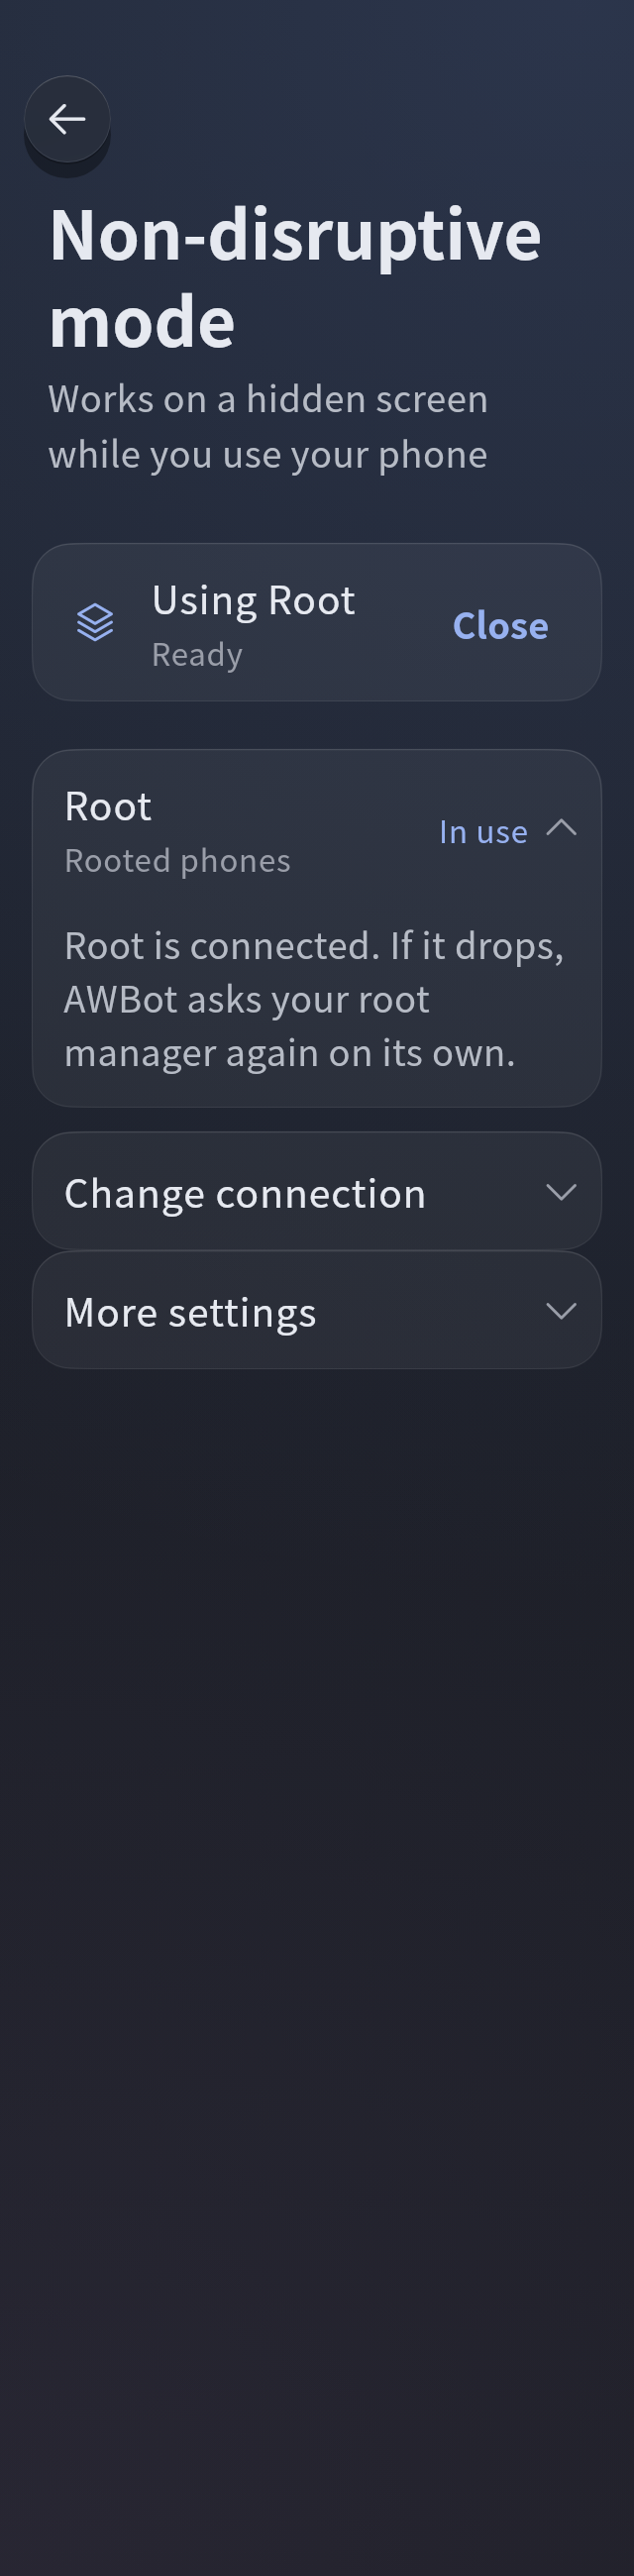 Non-disruptive
mode
Works on a hidden screen
while you use your phone
Using Root
Ready
Close
Root
Rooted phones
In use
Root is connected. If it drops,
AWBot asks your root
manager again on its own.
Change connection
More settings